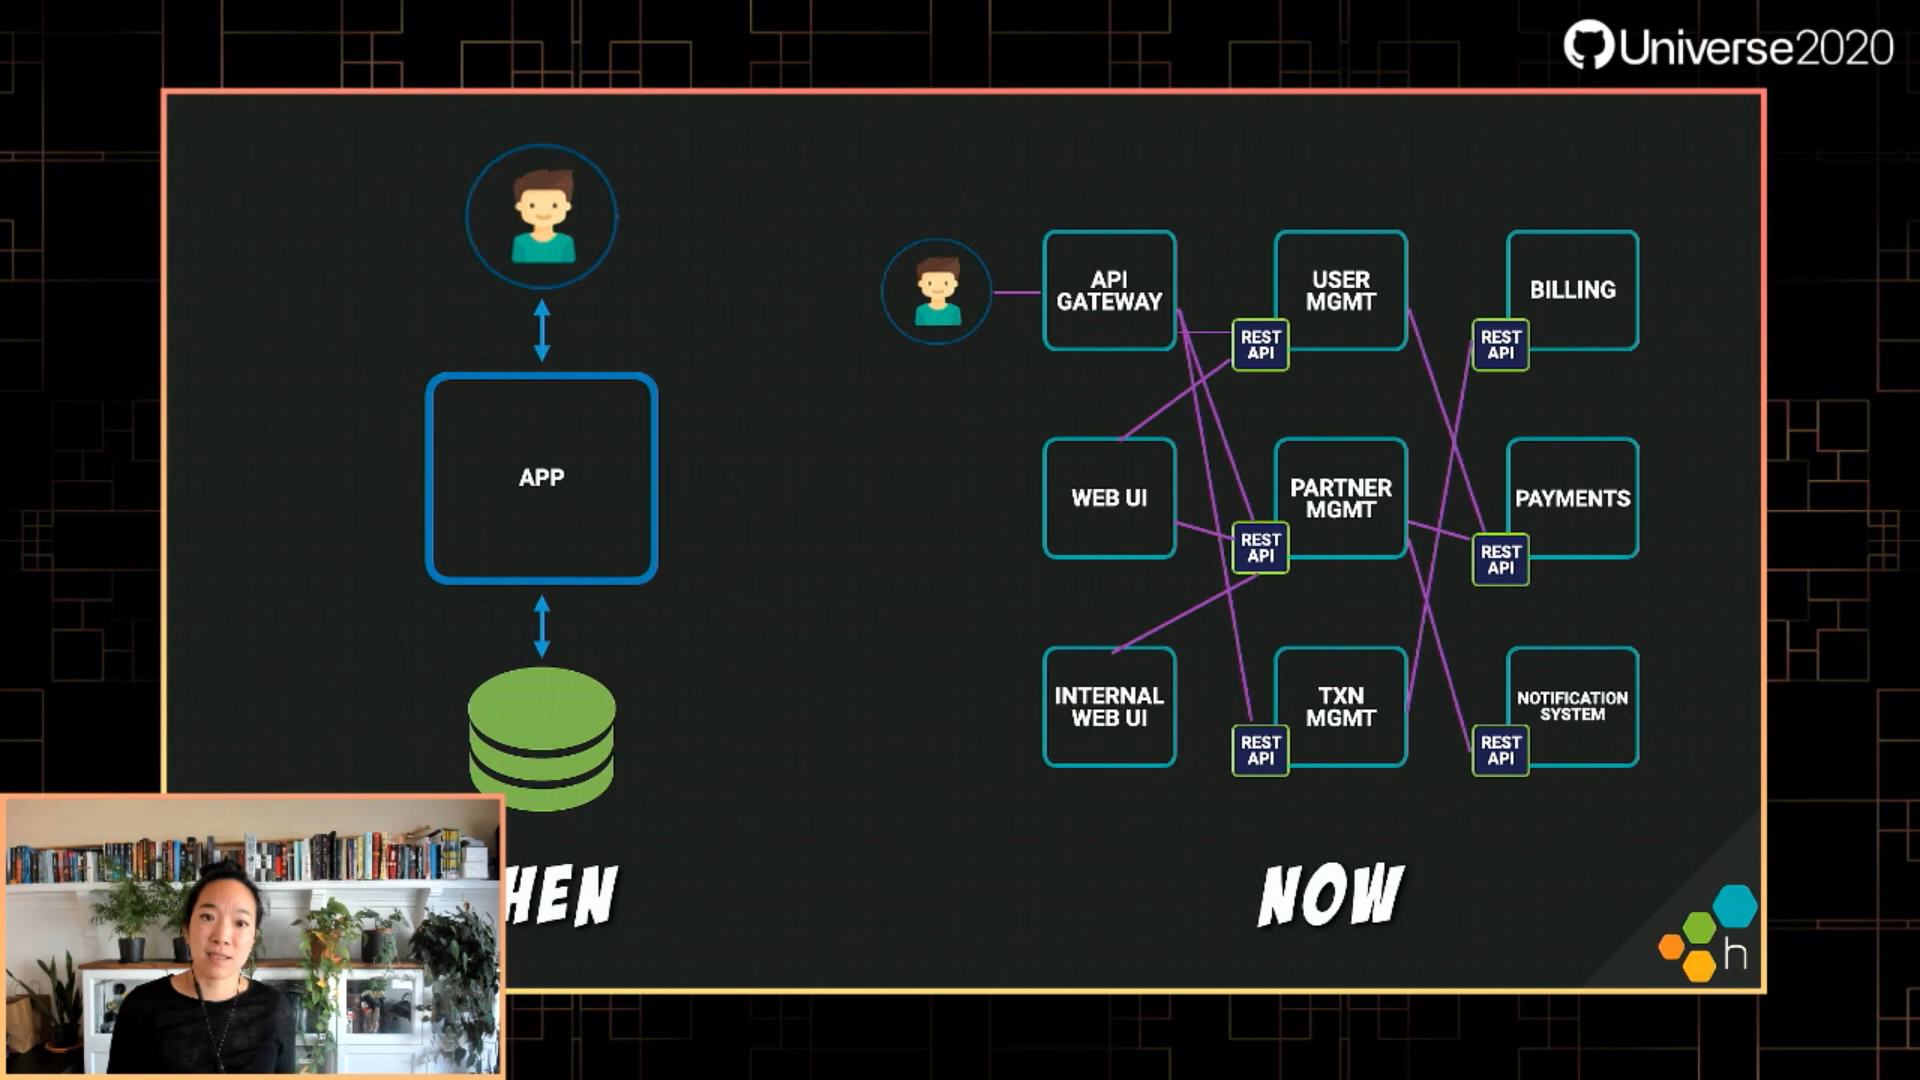 Universe2020
APP
HEN
API
GATEWAY
USER
MGMT
BILLING
REST
API
REST
API
WEB UI
PARTNER
MGMT
PAYMENTS
REST
API
REST
API
INTERNAL
WEB UI
TXN
MGMT
NOTIFICATION
SYSTEM
REST
API
REST
API
NOW
h